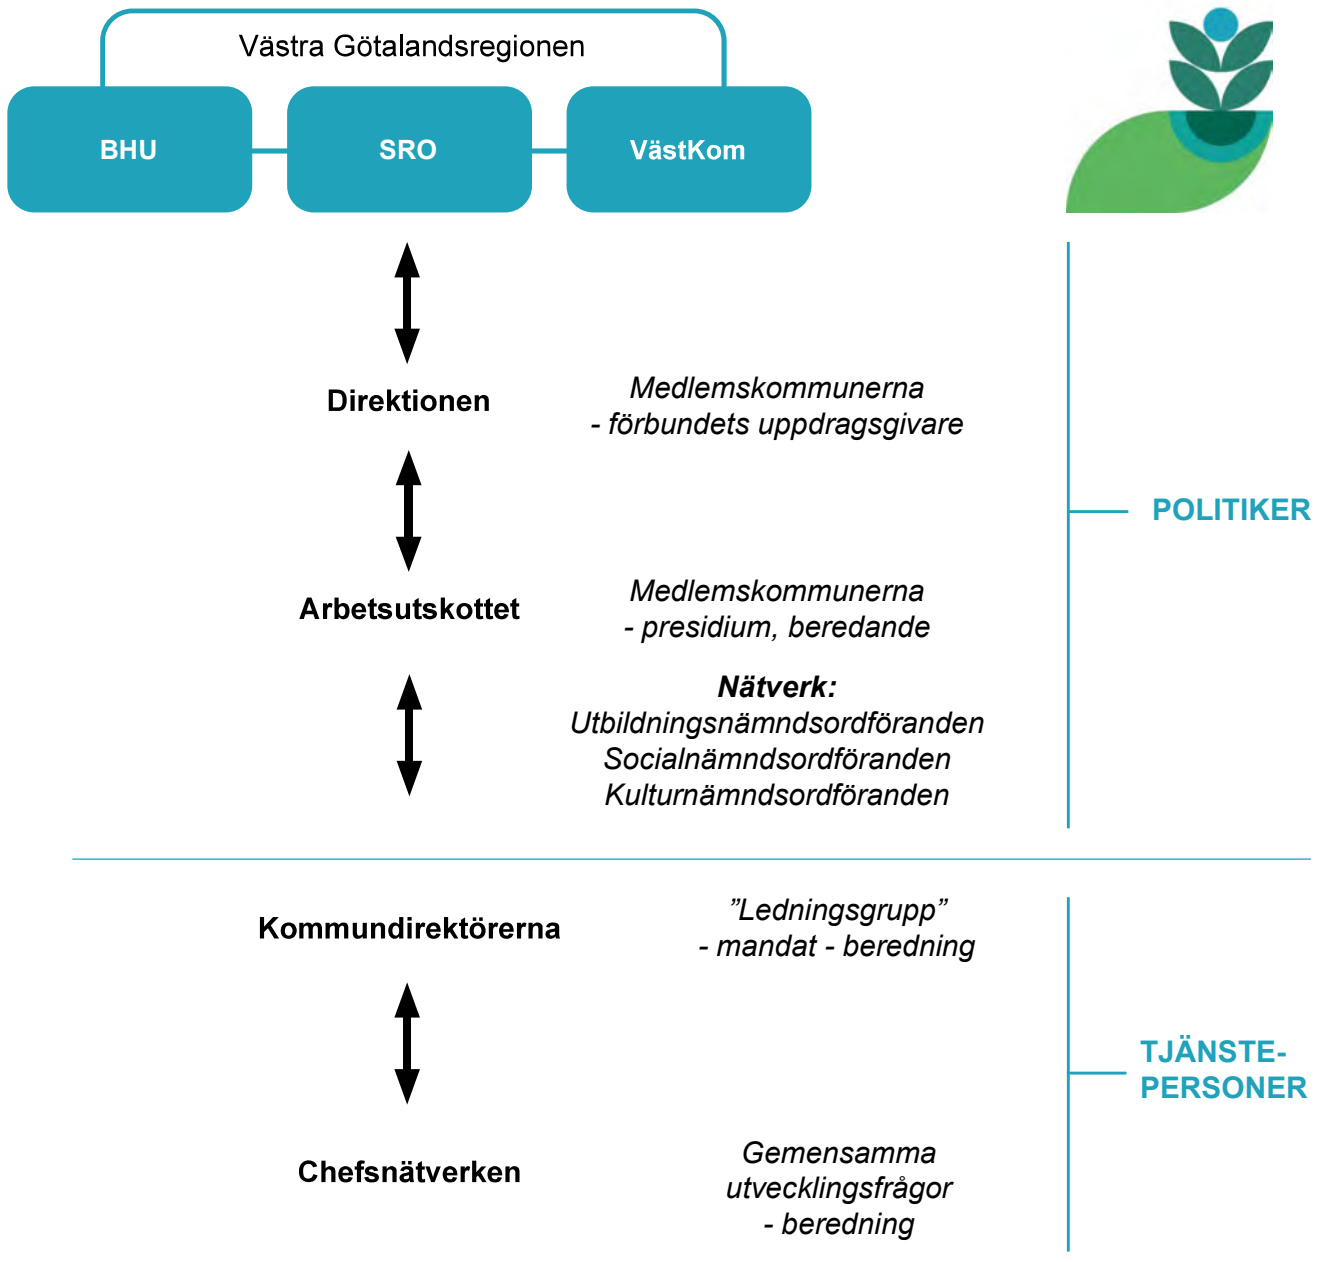 Västra Götalandsregionen
BHU
SRO
VästKom
Direktionen
Medlemskommunerna
- förbundets uppdragsgivare
POLITIKER
Arbetsutskottet
Medlemskommunerna
- presidium, beredande
Nätverk:
Utbildningsnämndsordföranden
Socialnämndsordföranden
Kulturnämndsordföranden
Kommundirektörerna
”Ledningsgrupp”
- mandat - beredning
TJÄNSTE-
PERSONER
Chefsnätverken
Gemensamma
utvecklingsfrågor
- beredning